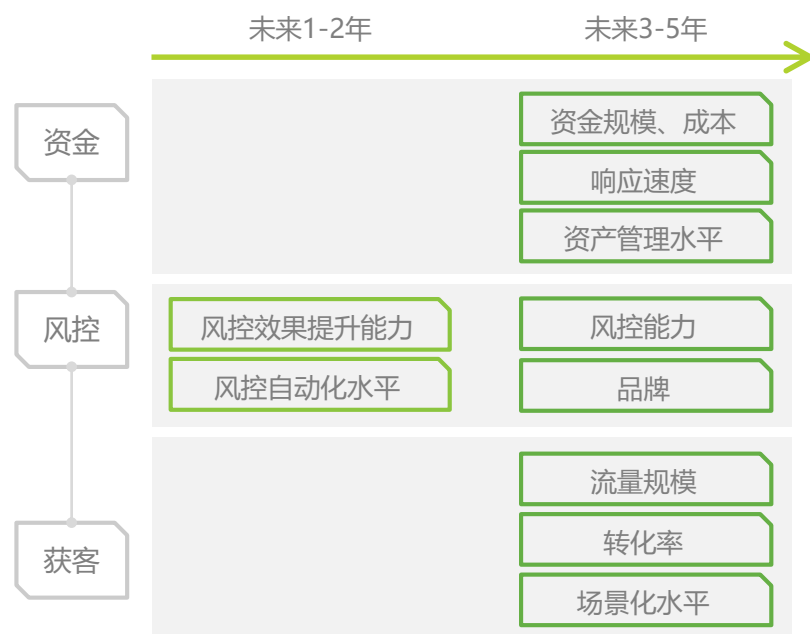 未来1-2年
未来3-5年
资金
资金规模、成本
响应速度
资产管理水平
风控
风控效果提升能力
风控自动化水平
风控能力
品牌
获客
流量规模
转化率
场景化水平